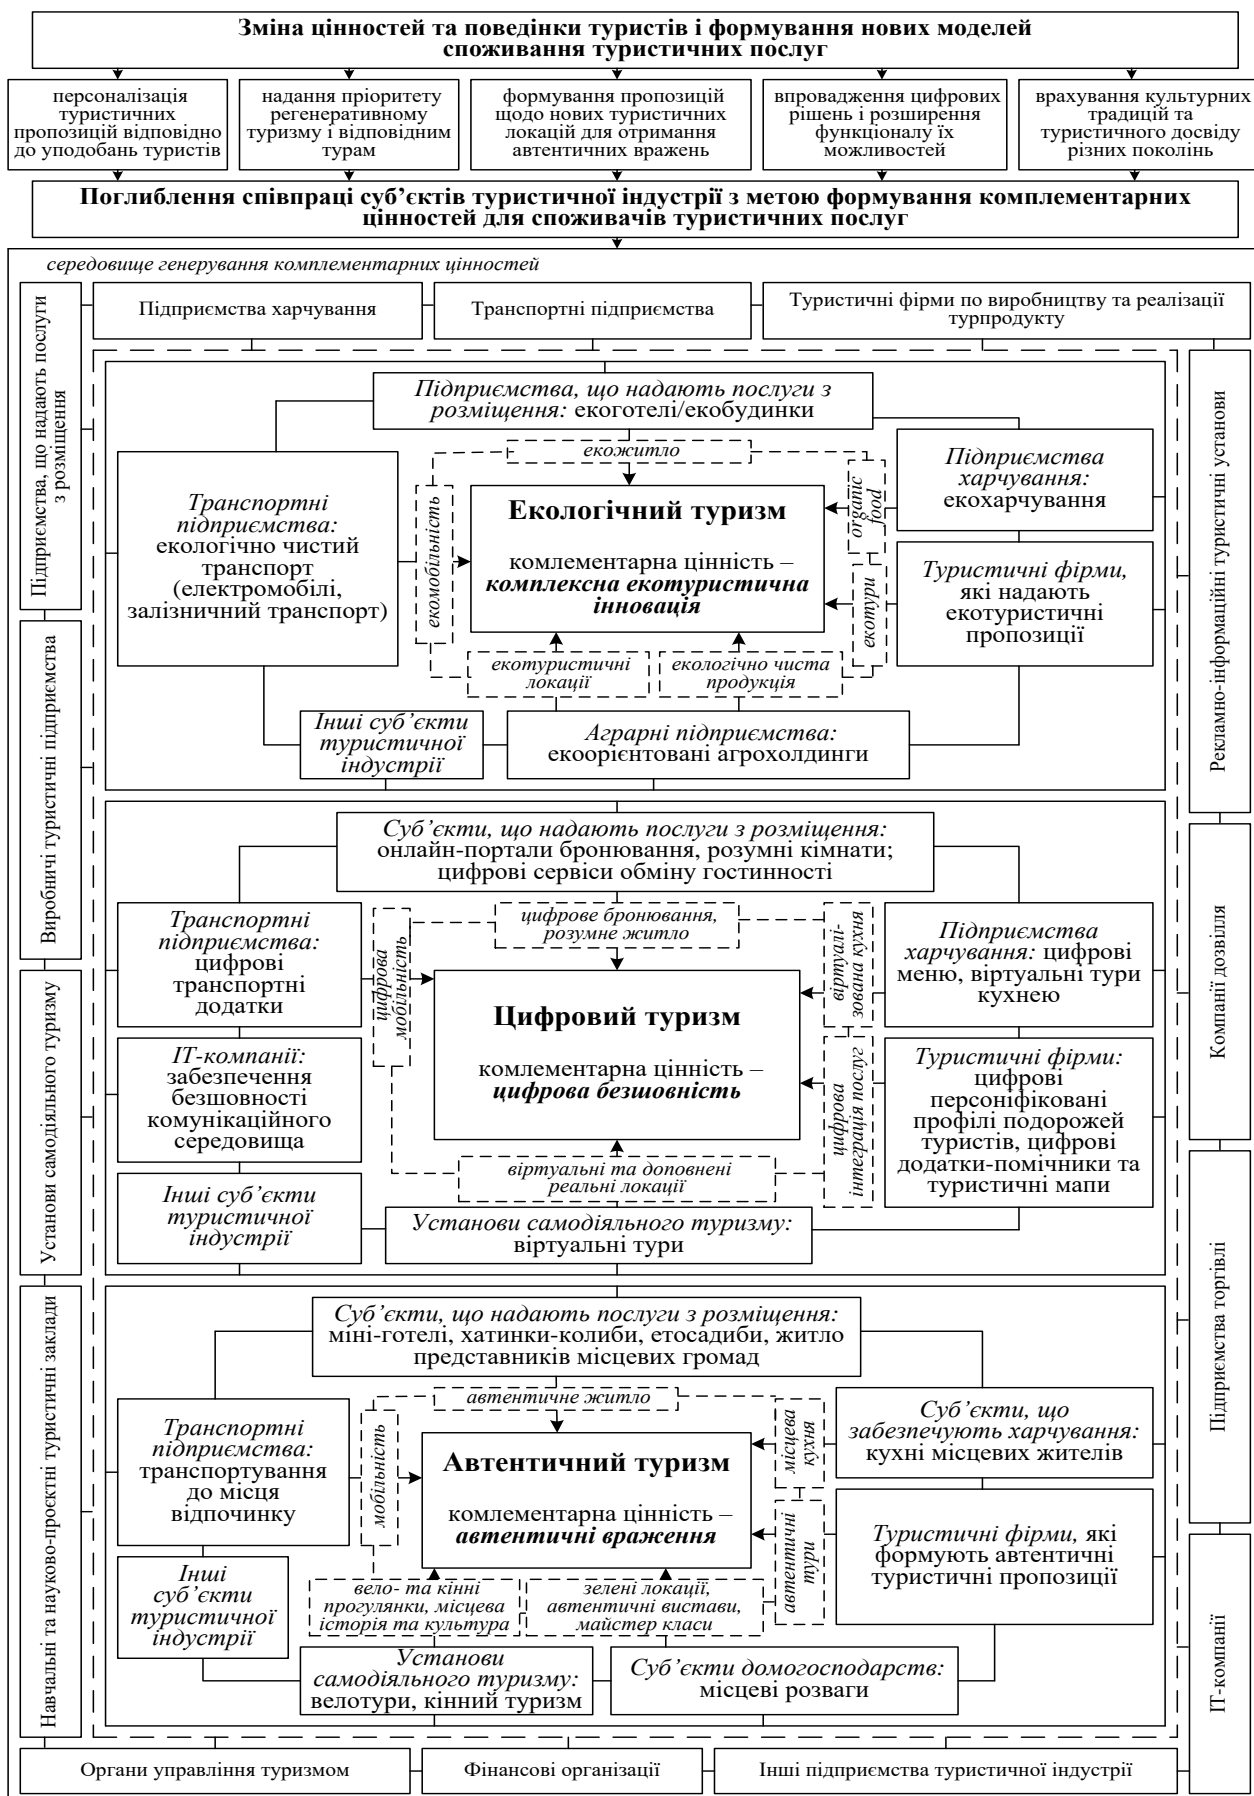 Зміна цінностей та поведінки туристів і формування нових моделей
споживання туристичних послуг
персоналізація
туристичних
пропозицій відповідно
до уподобань туристів
надання пріоритету
регенеративному
туризму і відповідним
турам
формування пропозицій
щодо нових туристичних
локацій для отримання
автентичних вражень
впровадження цифрових
рішень і розширення
функціоналу їх
можливостей
врахування культурних
традицій та
туристичного досвіду
різних поколінь
Поглиблення співпраці суб’єктів туристичної індустрії з метою формування комплементарних
цінностей для споживачів туристичних послуг
середовище генерування комплементарних цінностей
Підприємства харчування
Транспортні підприємства
Туристичні фірми по виробництву та реалізації
турпродукту
Підприємства, що надають послуги
з розміщення
Виробничі туристичні підприємства
Установи самодіяльного туризму
Навчальні та науково-проєктні туристичні заклади
Підприємства, що надають послуги з
розміщення: екоготелі/екобудинки
екожитло
Транспортні
підприємства:
екологічно чистий
транспорт
(електромобілі,
залізничний транспорт)
екомобільність
Екологічний туризм
комлементарна цінність –
комплексна екотуристична
інновація
organic
food
екотури
Підприємства
харчування:
екохарчування
Туристичні фірми,
які надають
екотуристичні
пропозиції
екотуристичні
локації
екологічно чиста
продукція
Інші суб’єкти
туристичної
індустрії
Аграрні підприємства:
екоорієнтовані агрохолдинги
Суб’єкти, що надають послуги з розміщення:
онлайн-портали бронювання, розумні кімнати;
цифрові сервіси обміну гостинності
цифрове бронювання,
розумне житло
Транспортні
підприємства:
цифрові
транспортні
додатки
цифрова
мобільність
ІТ-компанії:
забезпечення
безшовності
комунікаційного
середовища
Інші суб’єкти
туристичної
індустрії
Цифровий туризм
комлементарна цінність –
цифрова безшовність
віртуалі-
зована кухня
цифрова
інтеграція послуг
Підприємства
харчування: цифрові
меню, віртуальні тури
кухнею
Туристичні фірми:
цифрові
персоніфіковані
профілі подорожей
туристів, цифрові
додатки-помічники та
туристичні мапи
віртуальні та доповнені
реальні локації
Установи самодіяльного туризму:
віртуальні тури
Суб’єкти, що надають послуги з розміщення:
міні-готелі, хатинки-колиби, етосадиби, житло
представників місцевих громад
автентичне житло
Транспортні
підприємства:
транспортування
до місця
відпочинку
мобільність
Інші
суб’єкти
туристичної
індустрії
Автентичний туризм
комлементарна цінність –
автентичні враження
місцева
кухня
автентичні
тури
Суб’єкти, що
забезпечують харчування:
кухні місцевих жителів
Туристичні фірми, які
формують автентичні
туристичні пропозиції
вело- та кінні
прогулянки, місцева
історія та культура
зелені локації,
автентичні вистави,
майстер класи
Установи
самодіяльного туризму:
велотури, кінний туризм
Суб’єкти домогосподарств:
місцеві розваги
Рекламно-інформаційні туристичні установи
Компанії дозвілля
Підприємства торгівлі
ІТ-компанії
Органи управління туризмом
Фінансові організації
Інші підприємства туристичної індустрії